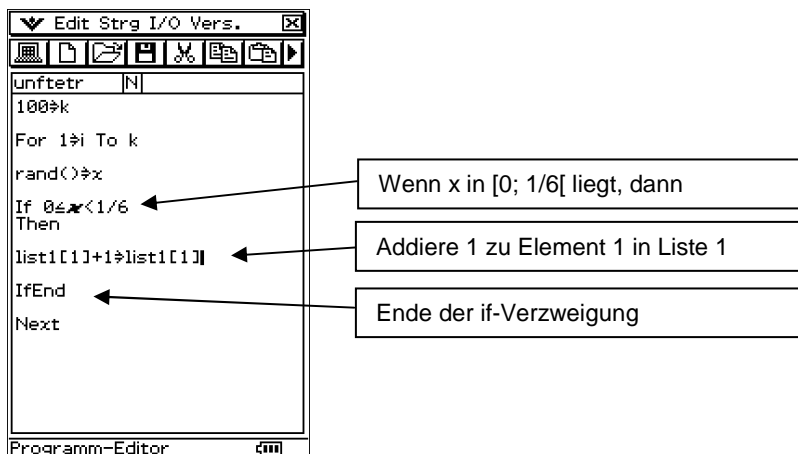 Edit Strg I/O Vers.
unftetr N
100⇒k
For 1⇒i To k
rand()⇒x
If 0≤x<1/6
Then
list1[1]+1⇒list1[1]
IfEnd
Next
Programm-Editor
Wenn x in [0; 1/6[ liegt, dann
Addiere 1 zu Element 1 in Liste 1
Ende der if-Verzweigung